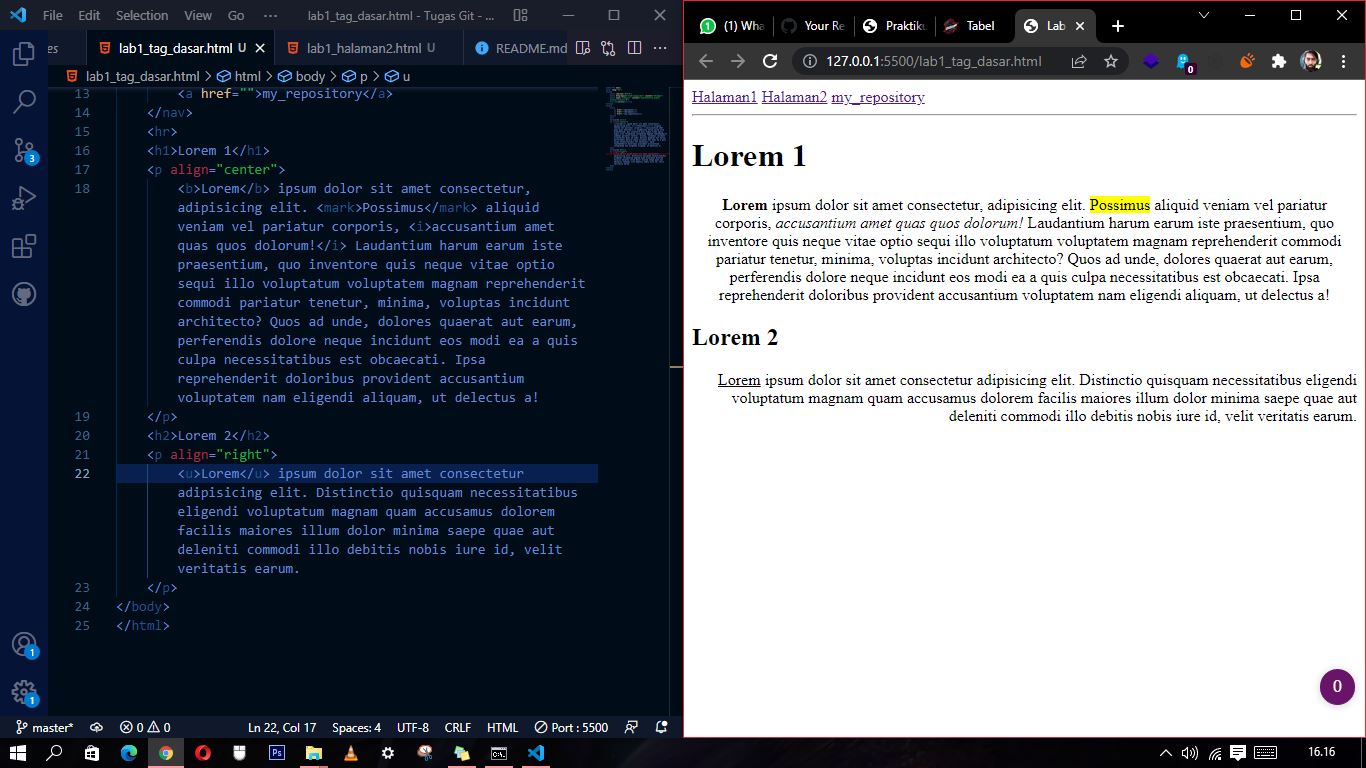 File Edit Selection View Go ··· lab1_tag_dasar.html - Tugas Git - ...
es lab1_tag_dasar.html U lab1_halaman2.html U README.md
lab1_tag_dasar.html > html > body > p > u
13 <a href="">my_repository</a>
14 </nav>
15 <hr>
16 <h1>Lorem 1</h1>
17 <p align="center">
18 <b>Lorem</b> ipsum dolor sit amet consectetur,
adipisicing elit. <mark>Possimus</mark> aliquid
veniam vel pariatur corporis, <i>accusantium amet
quas quos dolorum!</i> Laudantium harum earum iste
praesentium, quo inventore quis neque vitae optio
sequi illo voluptatum voluptatem magnam reprehenderit
commodi pariatur tenetur, minima, voluptas incidunt
architecto? Quos ad unde, dolores quaerat aut earum,
perferendis dolore neque incidunt eos modi ea a quis
culpa necessitatibus est obcaecati. Ipsa
reprehenderit doloribus provident accusantium
voluptatem nam eligendi aliquam, ut delectus a!
19 </p>
20 <h2>Lorem 2</h2>
21 <p align="right">
22 <u>Lorem</u> ipsum dolor sit amet consectetur
adipisicing elit. Distinctio quisquam necessitatibus
eligendi voluptatum magnam quam accusamus dolorem
facilis maiores illum dolor minima saepe quae aut
deleniti commodi illo debitis nobis iure id, velit
veritatis earum.
23 </p>
24 </body>
25 </html>
3
1
1
master* 0 0 Ln 22, Col 17 Spaces: 4 UTF-8 CRLF HTML Port : 5500
1 (1) Wha Your Re Praktiku Tabel Lab
127.0.0.1:5500/lab1_tag_dasar.html 0
Halaman1 Halaman2 my_repository
Lorem 1
Lorem ipsum dolor sit amet consectetur, adipisicing elit. Possimus aliquid veniam vel pariatur
corporis, accusantium amet quas quos dolorum! Laudantium harum earum iste praesentium, quo
inventore quis neque vitae optio sequi illo voluptatum voluptatem magnam reprehenderit commodi
pariatur tenetur, minima, voluptas incidunt architecto? Quos ad unde, dolores quaerat aut earum,
perferendis dolore neque incidunt eos modi ea a quis culpa necessitatibus est obcaecati. Ipsa
reprehenderit doloribus provident accusantium voluptatem nam eligendi aliquam, ut delectus a!
Lorem 2
Lorem ipsum dolor sit amet consectetur adipisicing elit. Distinctio quisquam necessitatibus eligendi
voluptatum magnam quam accusamus dolorem facilis maiores illum dolor minima saepe quae aut
deleniti commodi illo debitis nobis iure id, velit veritatis earum.
0
Ps
C:\
16.16